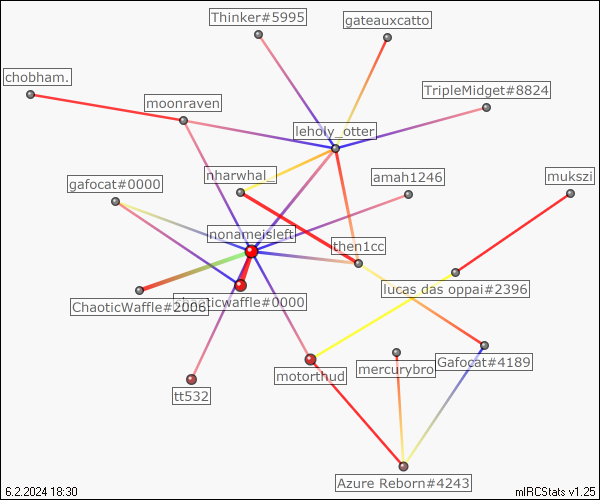 Thinker#5995
gateauxcatto
chobham.
TripleMidget#8824
moonraven
leholy_otter
nharwhal_
amah1246
mukszi
gafocat#0000
nonameisleft
then1cc
lucas das oppai#2396
ChaoticWaffle#2006
chaoticwaffle#0000
motorthud
mercurybro
Gafocat#4189
tt532
Azure Reborn#4243
6.2.2024 18:30
mIRCStats v1.25